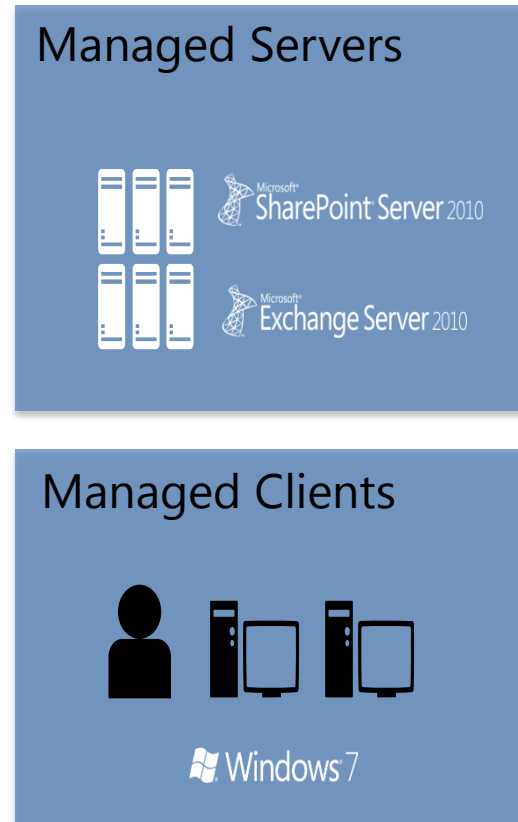 Managed Servers
Microsoft®
SharePoint® Server 2010
Microsoft®
Exchange Server 2010
Managed Clients
Windows® 7